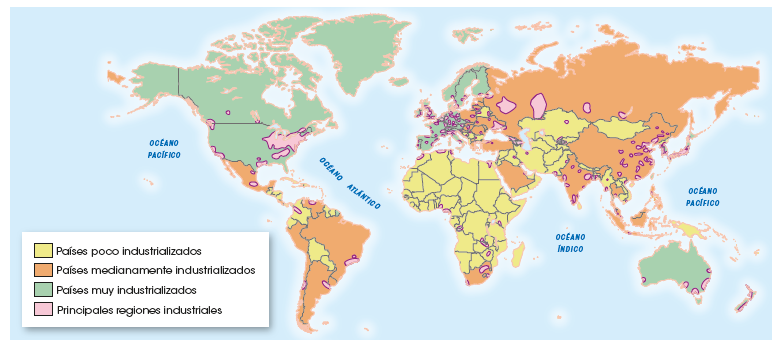 OCÉANO
PACÍFICO
OCÉANO ATLÁNTICO
OCÉANO
PACÍFICO
OCÉANO
ÍNDICO
Países poco industrializados
Países medianamente industrializados
Países muy industrializados
Principales regiones industriales